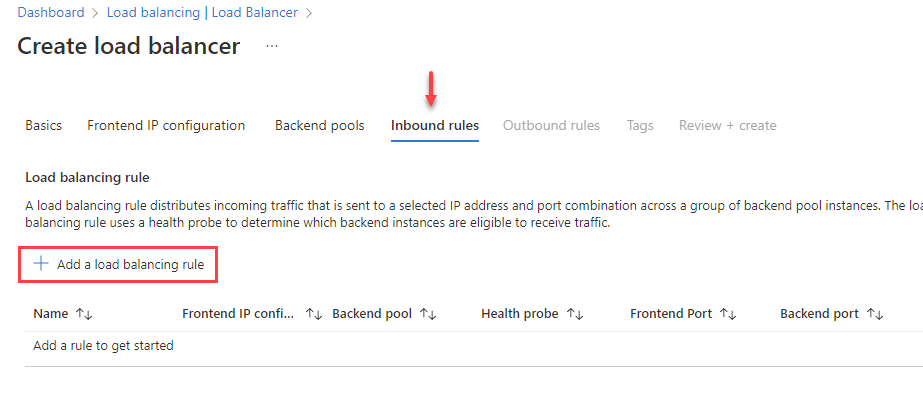 Dashboard > Load balancing | Load Balancer >
Create load balancer ...
Basics Frontend IP configuration Backend pools Inbound rules Outbound rules Tags Review + create
Load balancing rule
A load balancing rule distributes incoming traffic that is sent to a selected IP address and port combination across a group of backend pool instances. The loa
balancing rule uses a health probe to determine which backend instances are eligible to receive traffic.
+ Add a load balancing rule
Name ↑↓ Frontend IP confi... ↑↓ Backend pool ↑↓ Health probe ↑↓ Frontend Port ↑↓ Backend port ↑↓
Add a rule to get started